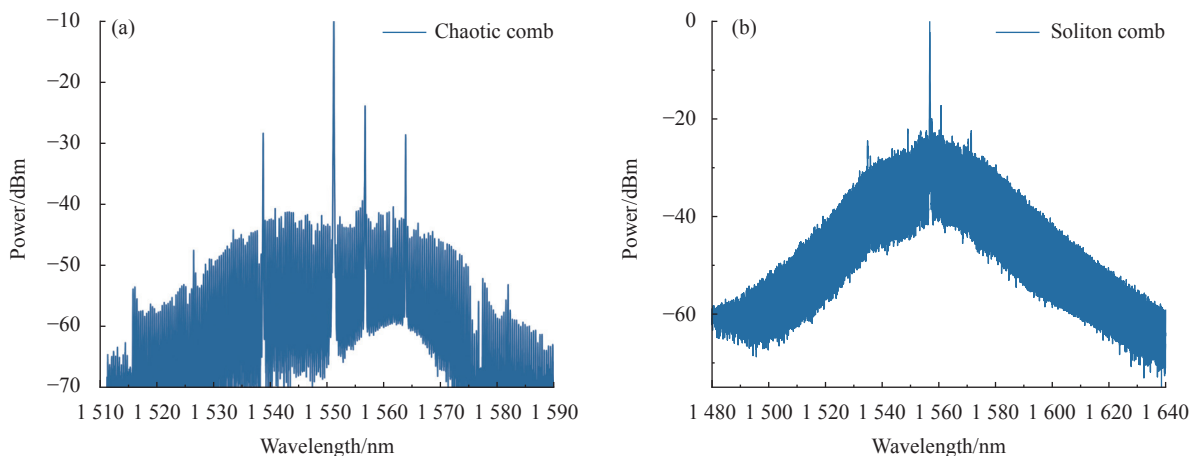 (a)
Chaotic comb
−10
−20
−30
−40
−50
−60
−70
Power/dBm
1 510 1 520 1 530 1 540 1 550 1 560 1 570 1 580 1 590
Wavelength/nm
(b)
Soliton comb
0
−20
−40
−60
Power/dBm
1 480 1 500 1 520 1 540 1 560 1 580 1 600 1 620 1 640
Wavelength/nm